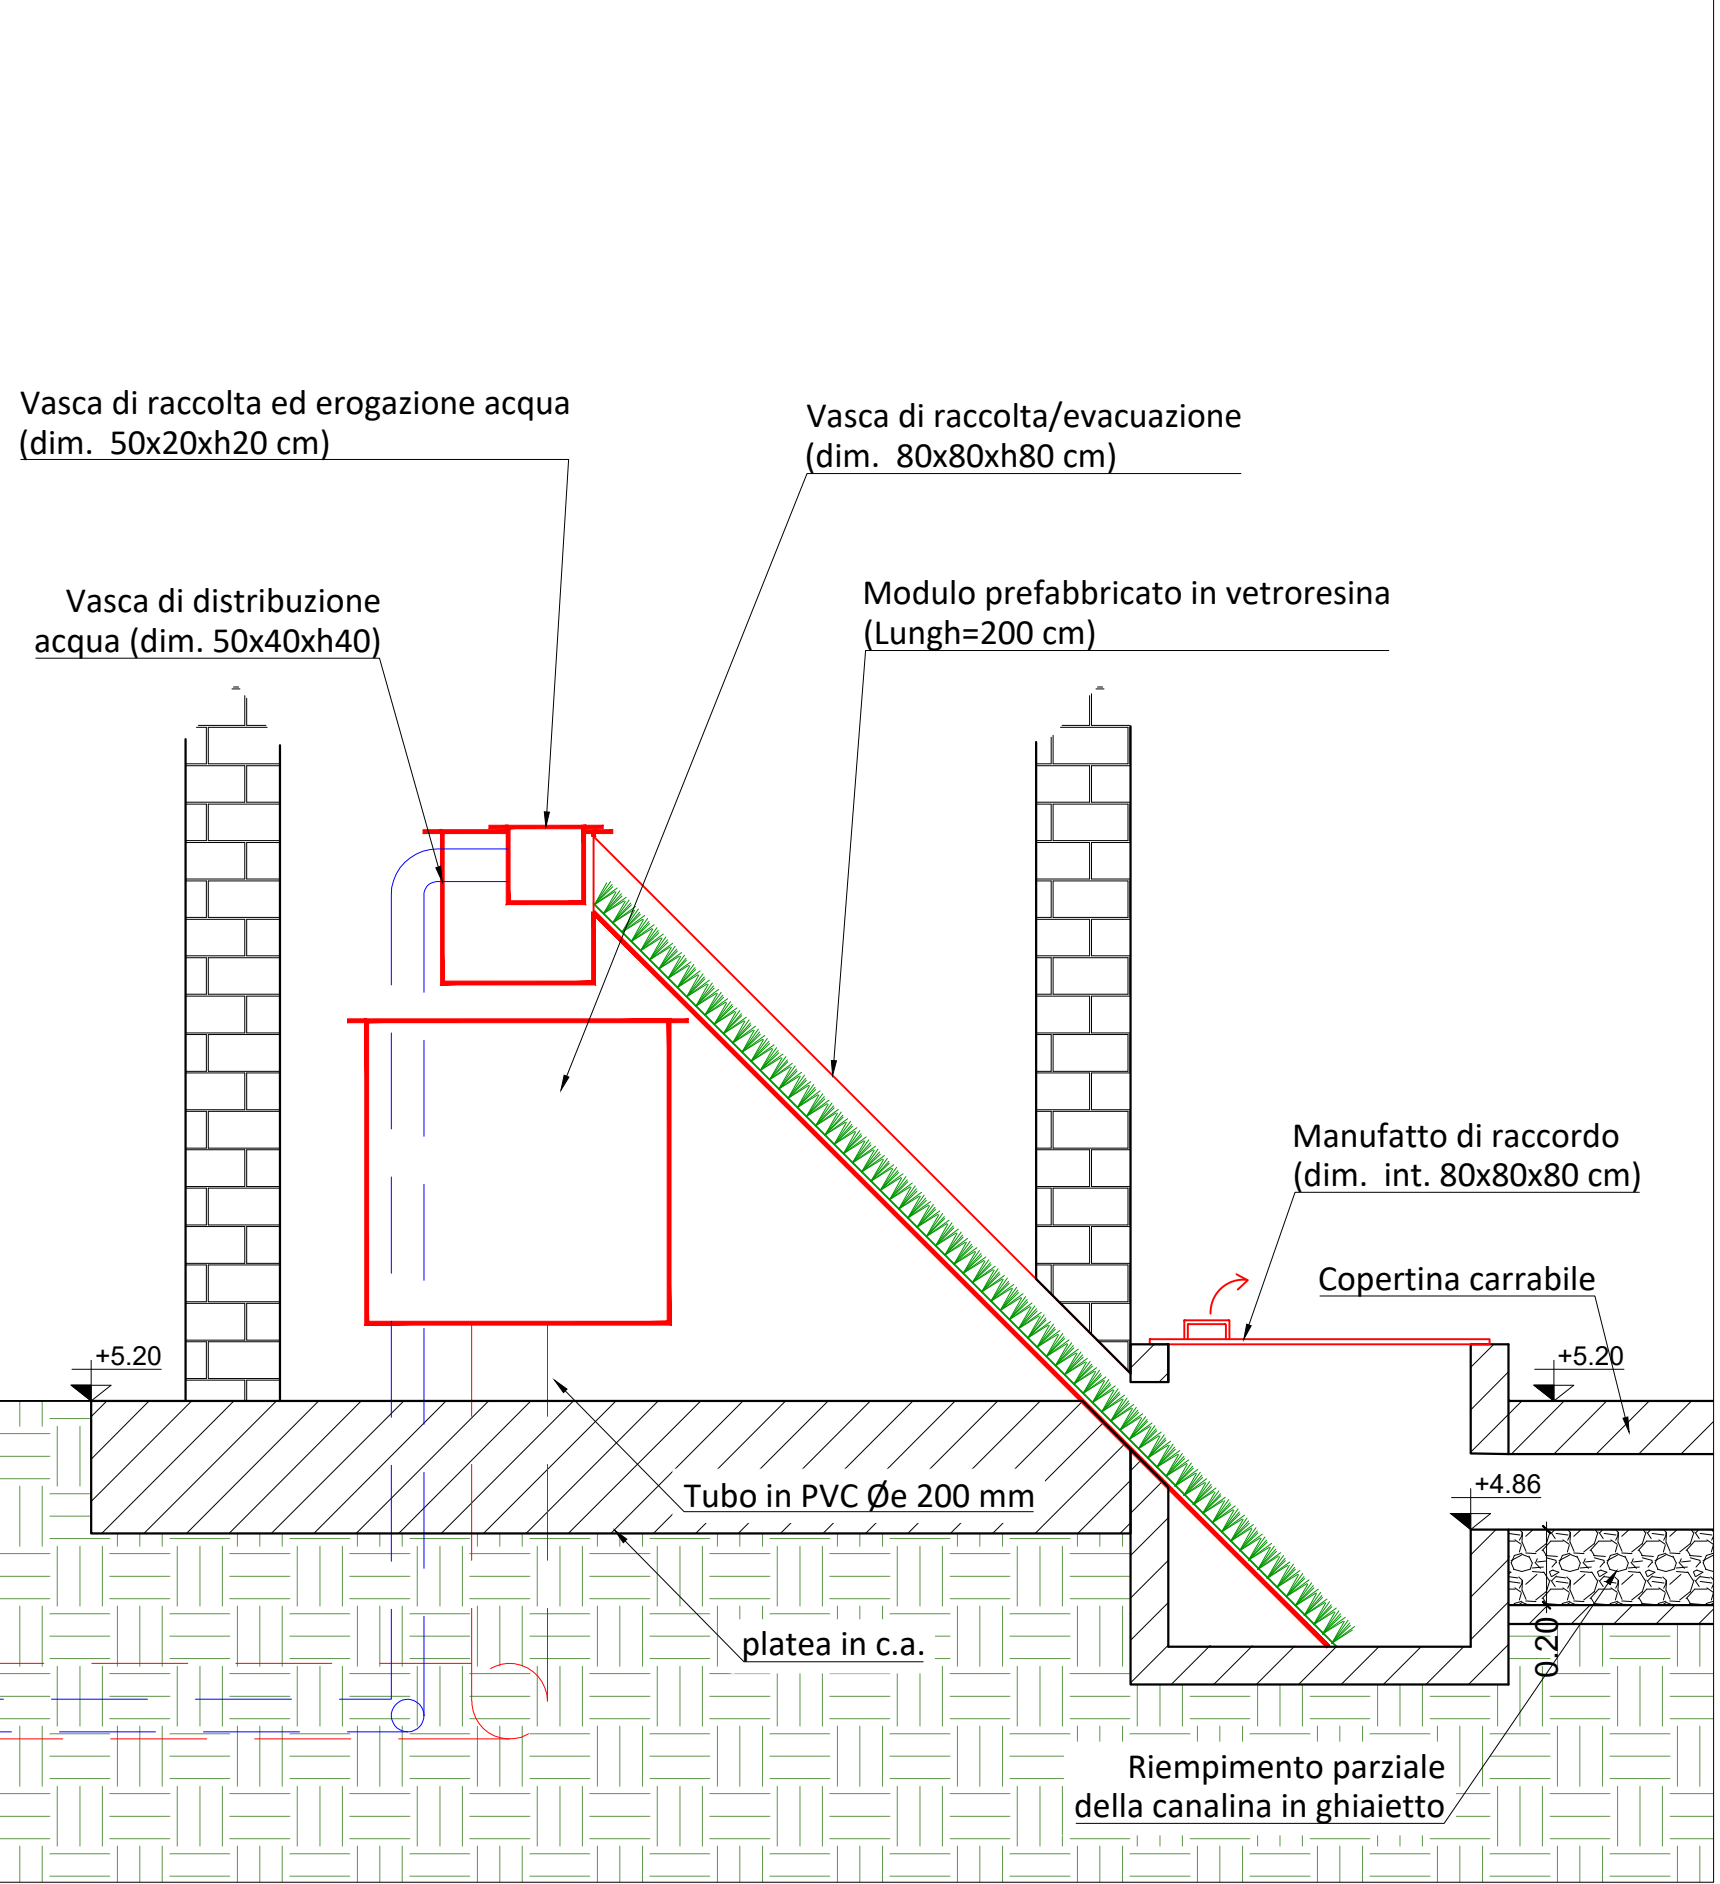 Vasca di raccolta ed erogazione acqua
(dim. 50x20xh20 cm)
Vasca di raccolta/evacuazione
(dim. 80x80xh80 cm)
Vasca di distribuzione
acqua (dim. 50x40xh40)
Modulo prefabbricato in vetroresina
(Lungh=200 cm)
Manufatto di raccordo
(dim. int. 80x80x80 cm)
Copertina carrabile
+5.20
+5.20
+4.86
Tubo in PVC Øe 200 mm
platea in c.a.
0.20
Riempimento parziale
della canalina in ghiaietto